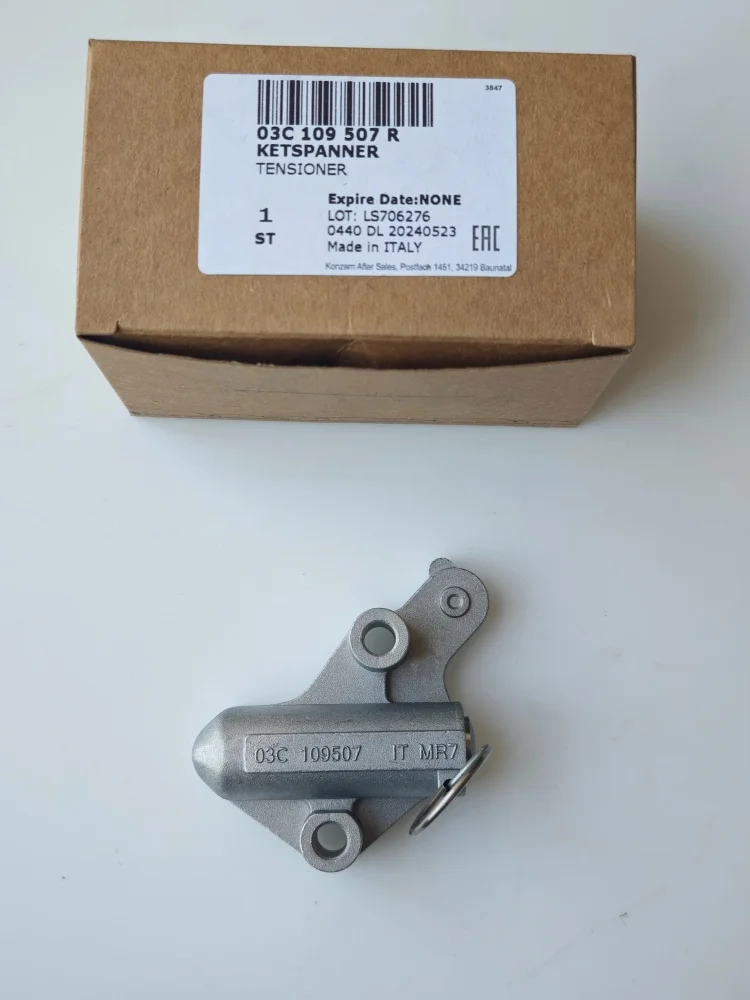 3847
03C 109 507 R
KETSPANNER
TENSIONER
Expire Date:NONE
1
LOT: LS706276
ST
0440 DL 20240523
EAC
Made in ITALY
Konzern After Sales, Postfach 1451, 34219 Baunatal
03C 109507 IT MR7